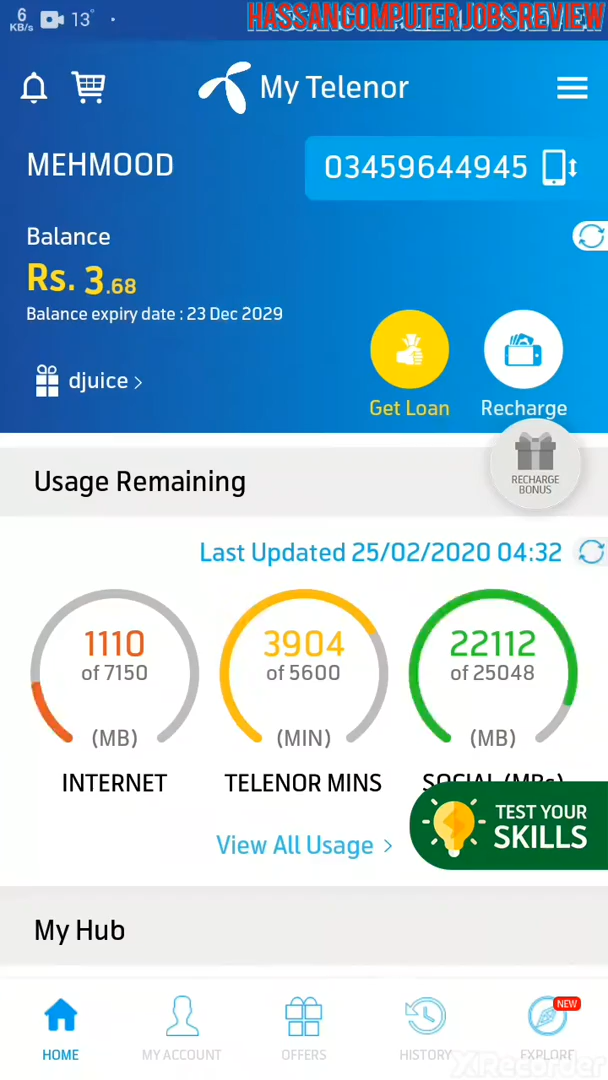 6
KB/s
13°
HASSANCOMPUTERJOBSREVIEW
My Telenor
MEHMOOD
03459644945
Balance
Rs. 3.68
Balance expiry date : 23 Dec 2029
djuice >
Get Loan
Recharge
RECHARGE
BONUS
Usage Remaining
Last Updated 25/02/2020 04:32
1110
of 7150
(MB)
INTERNET
3904
of 5600
(MIN)
TELENOR MINS
22112
of 25048
(MB)
SOCIAL (MBs)
TEST YOUR
SKILLS
View All Usage >
My Hub
HOME
MY ACCOUNT
OFFERS
HISTORY
NEW
EXPLORE
XRecorder